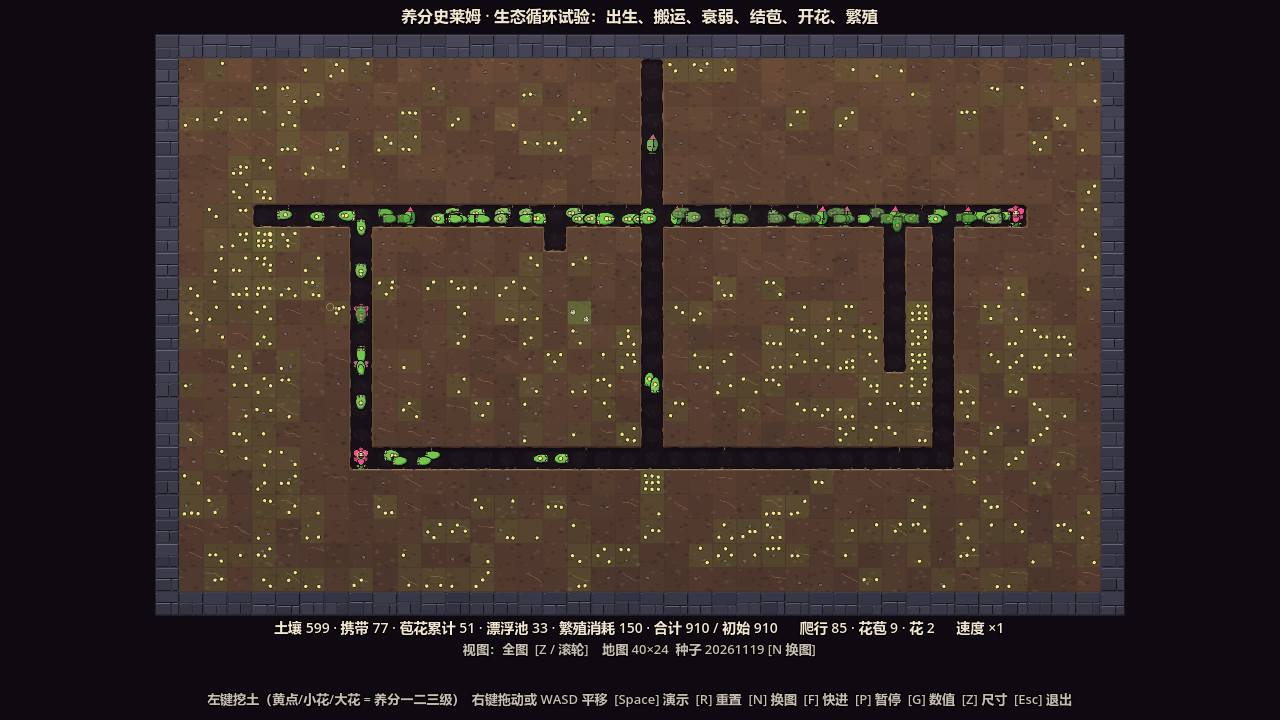 养分史莱姆 · 生态循环试验：出生、搬运、衰弱、结苞、开花、繁殖
土壤 599 · 携带 77 · 苞花累计 51 · 漂浮池 33 · 繁殖消耗 150 · 合计 910 / 初始 910 爬行 85 · 花苞 9 · 花 2 速度 ×1
视图：全图 [Z / 滚轮] 地图 40×24 种子 20261119 [N 换图]
左键挖土（黄点/小花/大花 = 养分一二三级） 右键拖动或 WASD 平移 [Space] 演示 [R] 重置 [N] 换图 [F] 快进 [P] 暂停 [G] 数值 [Z] 尺寸 [Esc] 退出